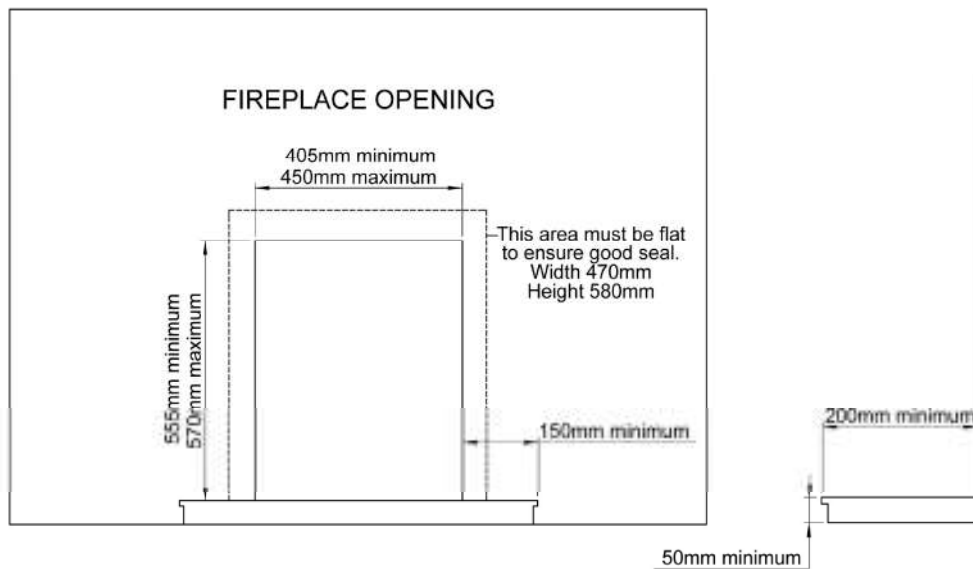 FIREPLACE OPENING
405mm minimum
450mm maximum
This area must be flat
to ensure good seal.
Width 470mm
Height 580mm
555mm minimum
570mm maximum
150mm minimum
200mm minimum
50mm minimum